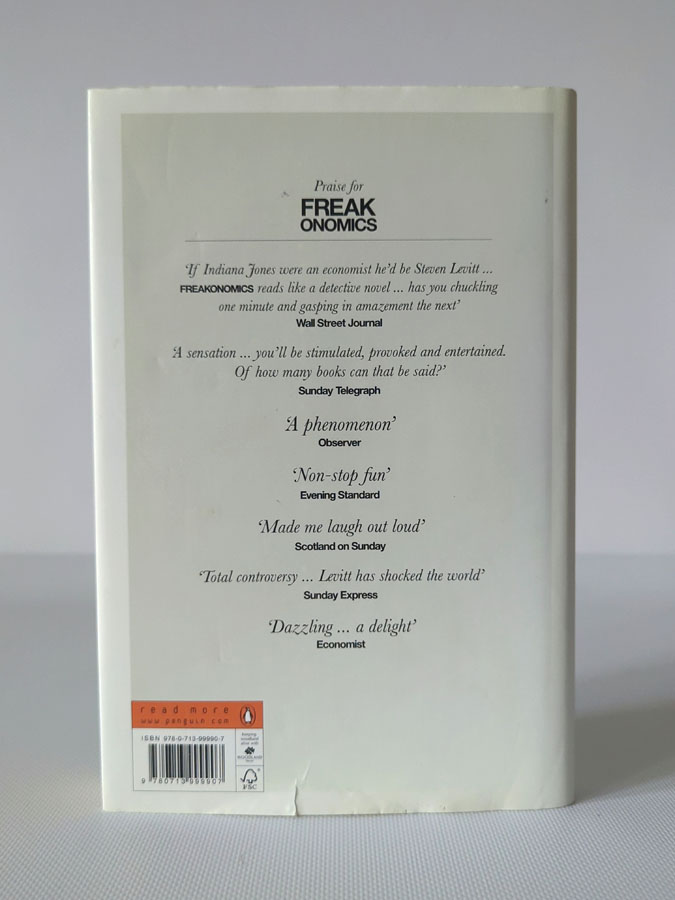 Praise for
FREAK
ONOMICS
‘If Indiana Jones were an economist he’d be Steven Levitt ...
FREAKONOMICS reads like a detective novel ... has you chuckling
one minute and gasping in amazement the next’
Wall Street Journal
‘A sensation ... you’ll be stimulated, provoked and entertained.
Of how many books can that be said?’
Sunday Telegraph
‘A phenomenon’
Observer
‘Non-stop fun’
Evening Standard
‘Made me laugh out loud’
Scotland on Sunday
‘Total controversy ... Levitt has shocked the world’
Sunday Express
‘Dazzling ... a delight’
Economist
read more
www.penguin.com
ISBN 978-0-713-99990-7
9 780713 999907
FSC